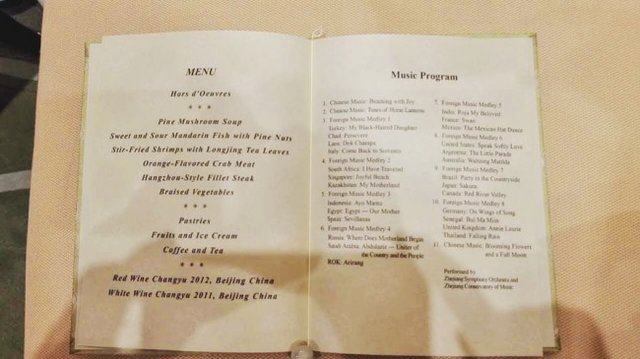 MENU
Hors d'Oeuvres
* * *
Pine Mushroom Soup
Sweet and Sour Mandarin Fish with Pine Nuts
Stir-Fried Shrimps with Longjing Tea Leaves
Orange-Flavored Crab Meat
Hangzhou-Style Fillet Steak
Braised Vegetables
* * *
Pastries
Fruits and Ice Cream
Coffee and Tea
* * *
Red Wine Changyu 2012, Beijing China
White Wine Changyu 2011, Beijing China
Music Program
1. Chinese Music: Beaming with Joy
2. Chinese Music: Tunes of Home Lanterns
3. Foreign Music Medley 1
Turkey: My Black-Haired Daughter
Chad: Persevere
Laos: Dok Champa
Italy: Come Back to Sorrento
4. Foreign Music Medley 2
South Africa: I Have Traveled
Singapore: Joyful Beach
Kazakhstan: My Motherland
5. Foreign Music Medley 3
Indonesia: Ayo Mama
Egypt: Egypt — Our Mother
Spain: Sevillanas
6. Foreign Music Medley 4
Russia: Where Does Motherland Begin
Saudi Arabia: Abdulaziz — Uniter of
the Country and the People
ROK: Arirang
7. Foreign Music Medley 5
India: Raja My Beloved
France: Swan
Mexico: The Mexican Hat Dance
8. Foreign Music Medley 6
United States: Speak Softly Love
Argentina: The Little Parade
Australia: Waltzing Matilda
9. Foreign Music Medley 7
Brazil: Party in the Countryside
Japan: Sakura
Canada: Red River Valley
10. Foreign Music Medley 8
Germany: On Wings of Song
Senegal: Bul Ma Miin
United Kingdom: Annie Laurie
Thailand: Falling Rain
11. Chinese Music: Blooming Flowers
and a Full Moon
Performed by
Zhejiang Symphony Orchestra and
Zhejiang Conservatory of Music